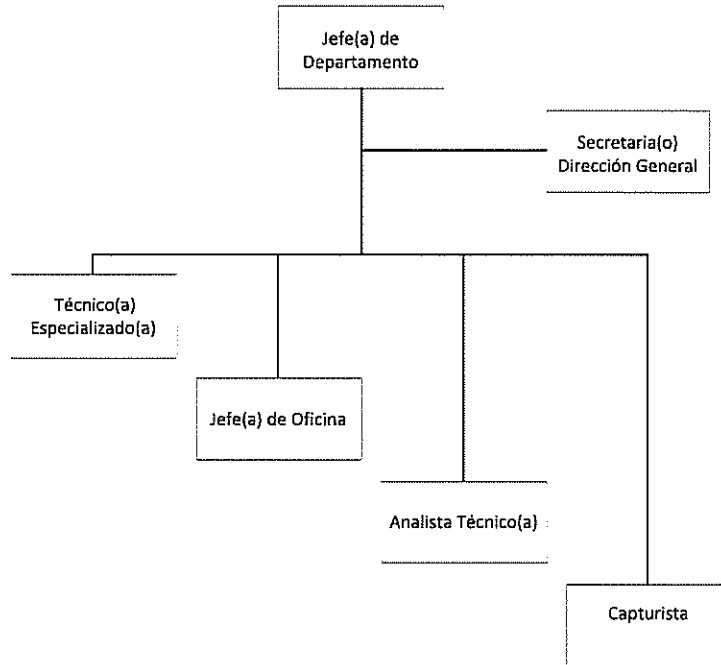 Jefe(a) de
Departamento
Secretaria(o)
Dirección General
Técnico(a)
Especializado(a)
Jefe(a) de Oficina
Analista Técnico(a)
Capturista